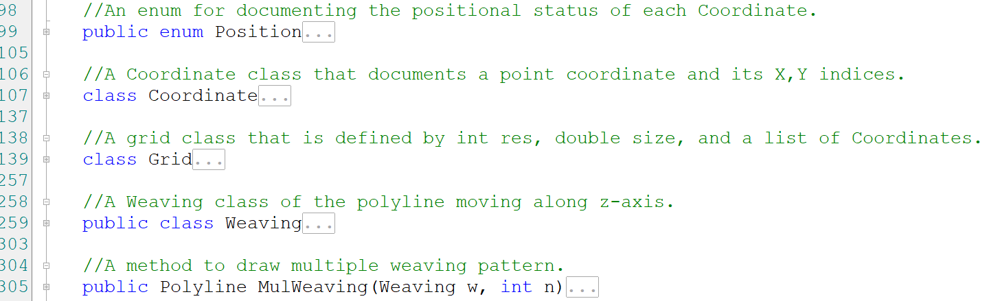 98 //An enum for documenting the positional status of each Coordinate.
99 public enum Position...
105
106 //A Coordinate class that documents a point coordinate and its X,Y indices.
107 class Coordinate...
137
138 //A grid class that is defined by int res, double size, and a list of Coordinates.
139 class Grid...
257
258 //A Weaving class of the polyline moving along z-axis.
259 public class Weaving...
303
304 //A method to draw multiple weaving pattern.
305 public Polyline MulWeaving(Weaving w, int n)...